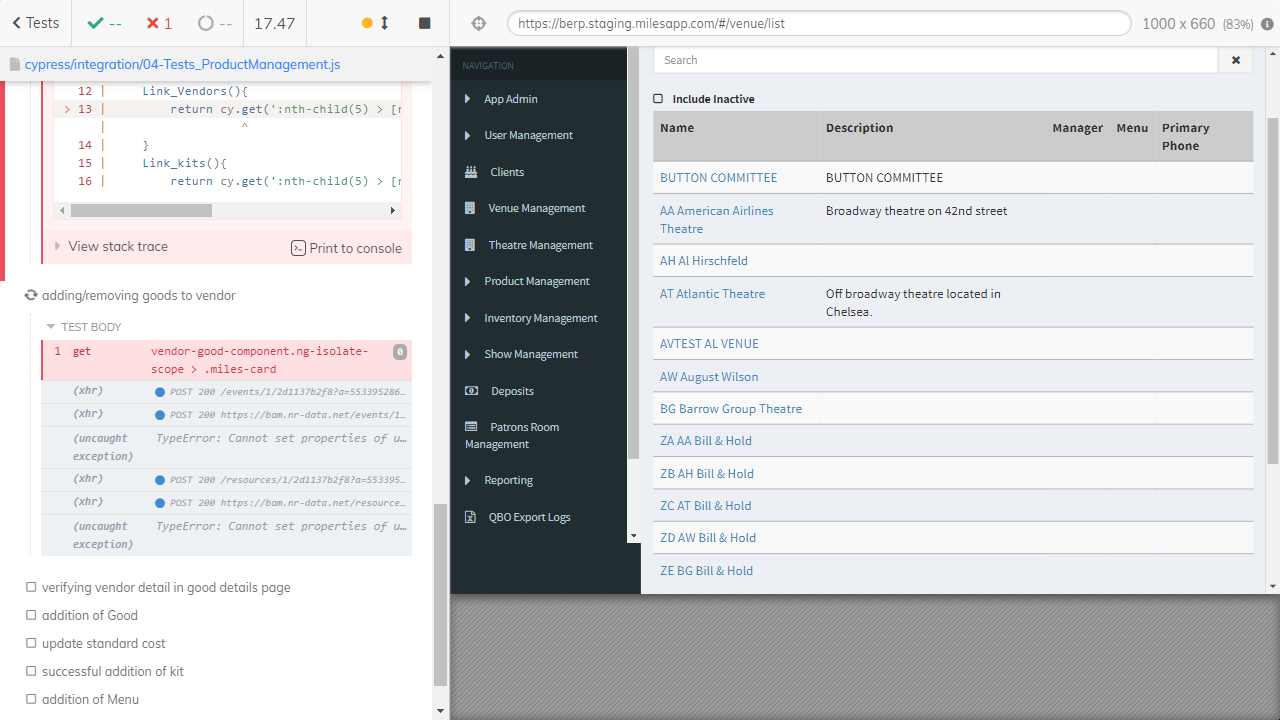 Tests
--
1
--
17.47
https://berp.staging.milesapp.com/#/venue/list
1000 x 660 (83%)
cypress/integration/04-Tests_ProductManagement.js
12 | Link_Vendors(){
> 13 | return cy.get(':nth-child(5) > [r
| ^
14 | }
15 | Link_kits(){
16 | return cy.get(':nth-child(5) > [r
View stack trace
Print to console
adding/removing goods to vendor
TEST BODY
1 get vendor-good-component.ng-isolate-
scope > .miles-card
0
(xhr) POST 200 /events/1/2d1137b2f8?a=553395286…
(xhr) POST 200 https://bam.nr-data.net/events/1…
(uncaught TypeError: Cannot set properties of u…
exception)
(xhr) POST 200 /resources/1/2d1137b2f8?a=553395…
(xhr) POST 200 https://bam.nr-data.net/resource…
(uncaught TypeError: Cannot set properties of u…
exception)
verifying vendor detail in good details page
addition of Good
update standard cost
successful addition of kit
addition of Menu
NAVIGATION
App Admin
User Management
Clients
Venue Management
Theatre Management
Product Management
Inventory Management
Show Management
Deposits
Patrons Room
Management
Reporting
QBO Export Logs
Search
Include Inactive
Name Description Manager Menu Primary
Phone
BUTTON COMMITTEE BUTTON COMMITTEE
AA American Airlines Broadway theatre on 42nd street
Theatre
AH Al Hirschfeld
AT Atlantic Theatre Off broadway theatre located in
Chelsea.
AVTEST AL VENUE
AW August Wilson
BG Barrow Group Theatre
ZA AA Bill & Hold
ZB AH Bill & Hold
ZC AT Bill & Hold
ZD AW Bill & Hold
ZE BG Bill & Hold